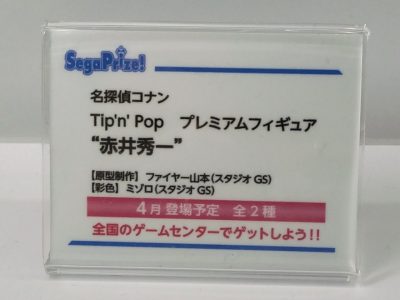 SegaPrize!
名探偵コナン
Tip'n' Pop　プレミアムフィギュア
“赤井秀一”
【原型制作】ファイヤー山本(スタジオGS)
【彩色】ミゾロ(スタジオGS)
4月登場予定　全2種
全国のゲームセンターでゲットしよう!!